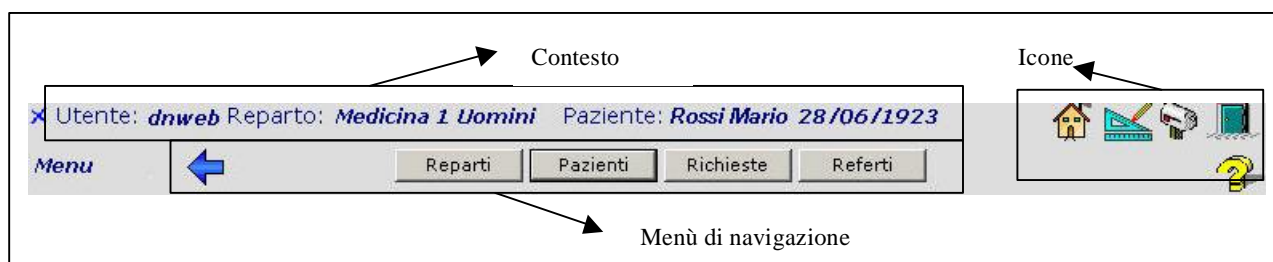 Contesto
Icone
Utente: dnweb Reparto: Medicina 1 Uomini Paziente: Rossi Mario 28/06/1923
Menu
Reparti Pazienti Richieste Referti
Menù di navigazione